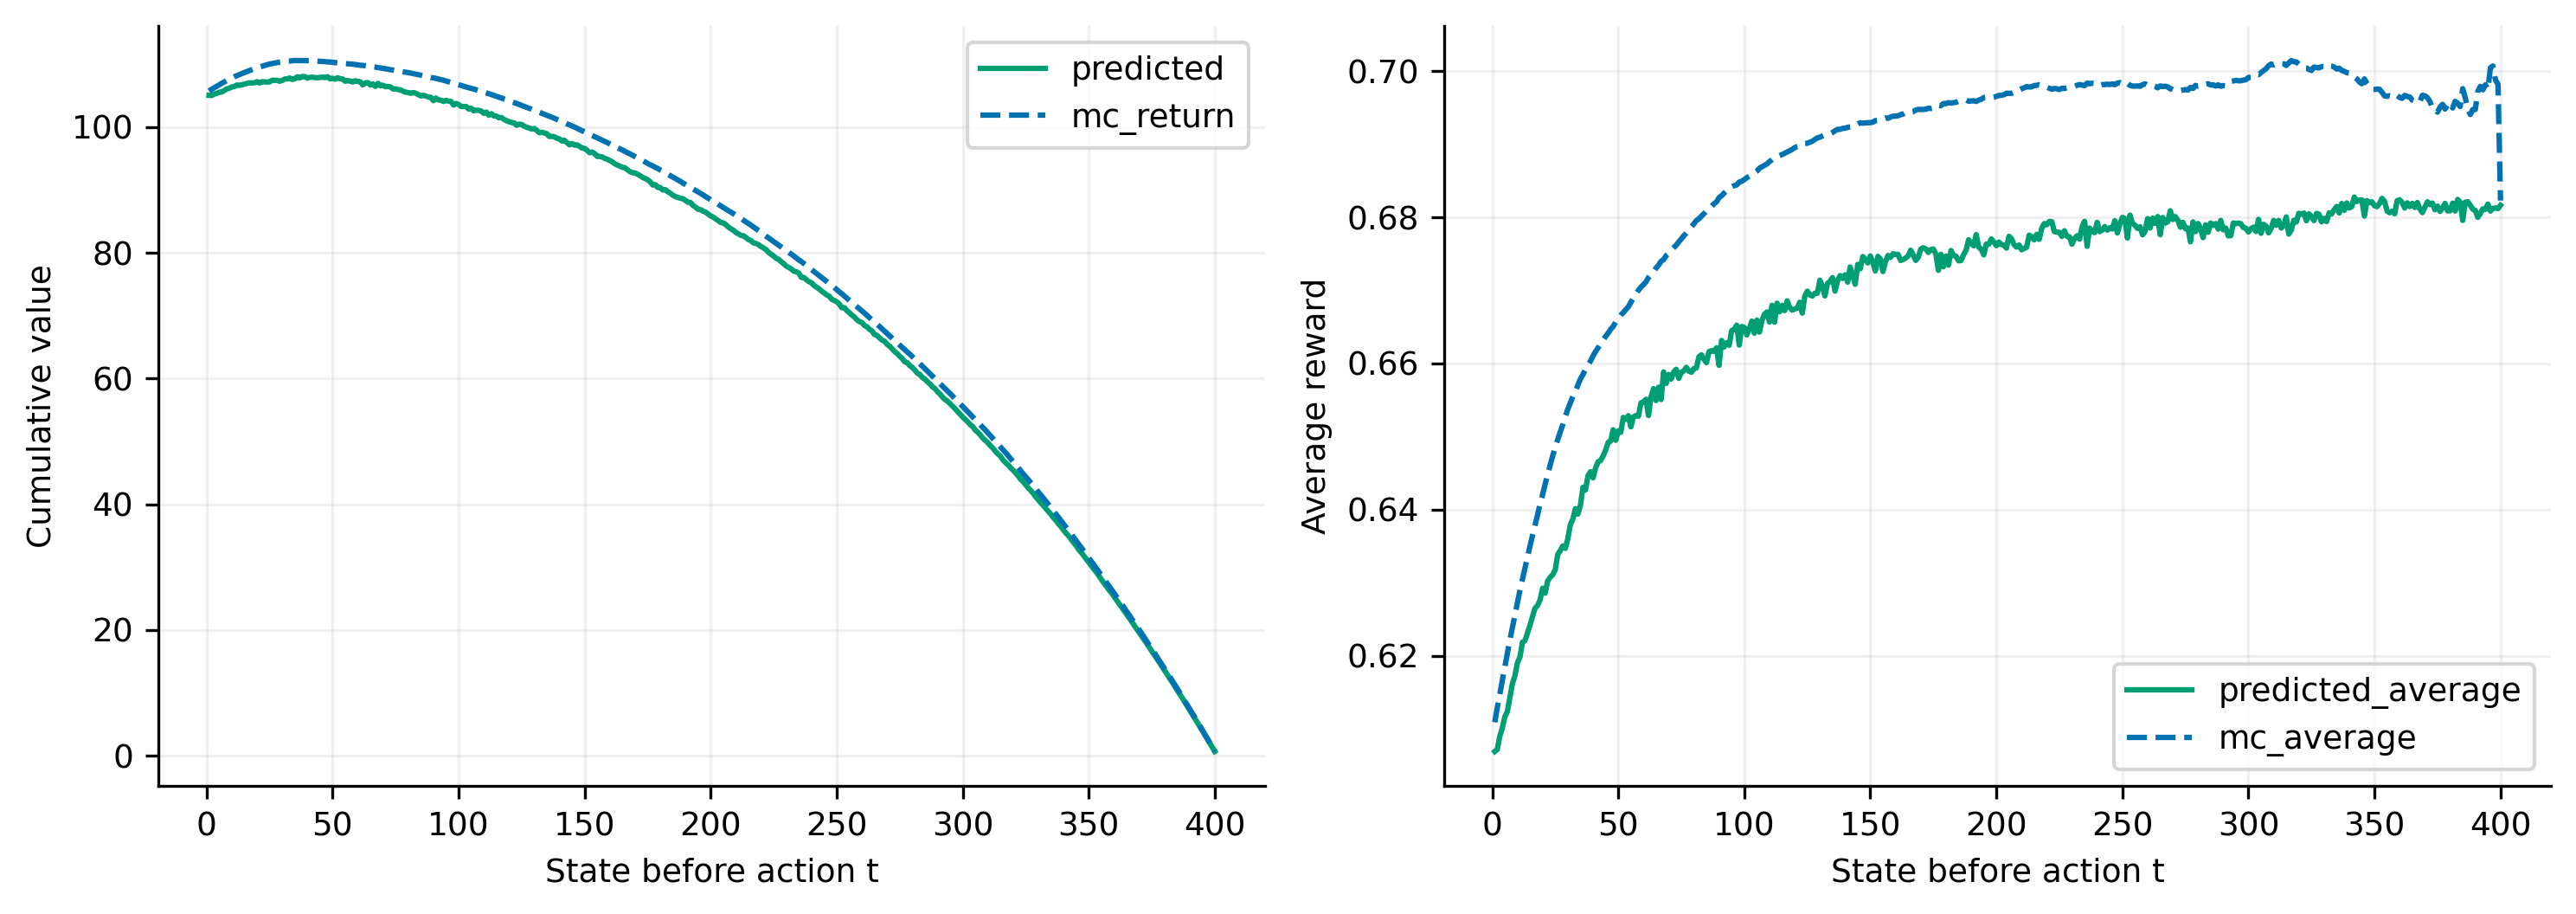 Cumulative value
100
80
60
40
20
0
0 50 100 150 200 250 300 350 400
State before action t
predicted
mc_return
Average reward
0.70
0.68
0.66
0.64
0.62
0 50 100 150 200 250 300 350 400
State before action t
predicted_average
mc_average